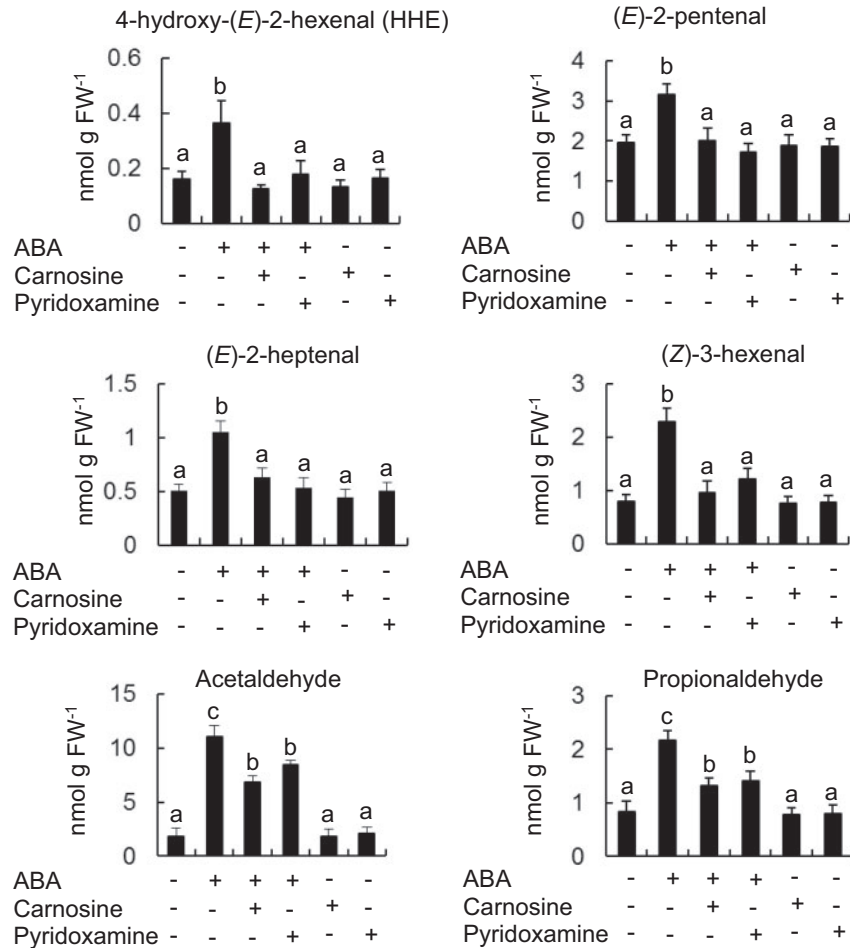 4-hydroxy-(E)-2-hexenal (HHE)
nmol g FW⁻¹
0.6
0.4
0.2
0
a b a a a a
ABA - + + + - -
Carnosine - - + - + -
Pyridoxamine - - - + - +
(E)-2-pentenal
nmol g FW⁻¹
4
3
2
1
0
a b a a a a
ABA - + + + - -
Carnosine - - + - + -
Pyridoxamine - - - + - +
(E)-2-heptenal
nmol g FW⁻¹
1.5
1
0.5
0
a b a a a a
ABA - + + + - -
Carnosine - - + - + -
Pyridoxamine - - - + - +
(Z)-3-hexenal
nmol g FW⁻¹
3
2
1
0
a b a a a a
ABA - + + + - -
Carnosine - - + - + -
Pyridoxamine - - - + - +
Acetaldehyde
nmol g FW⁻¹
15
10
5
0
a c b b a a
ABA - + + + - -
Carnosine - - + - + -
Pyridoxamine - - - + - +
Propionaldehyde
nmol g FW⁻¹
3
2
1
0
a c b b a a
ABA - + + + - -
Carnosine - - + - + -
Pyridoxamine - - - + - +